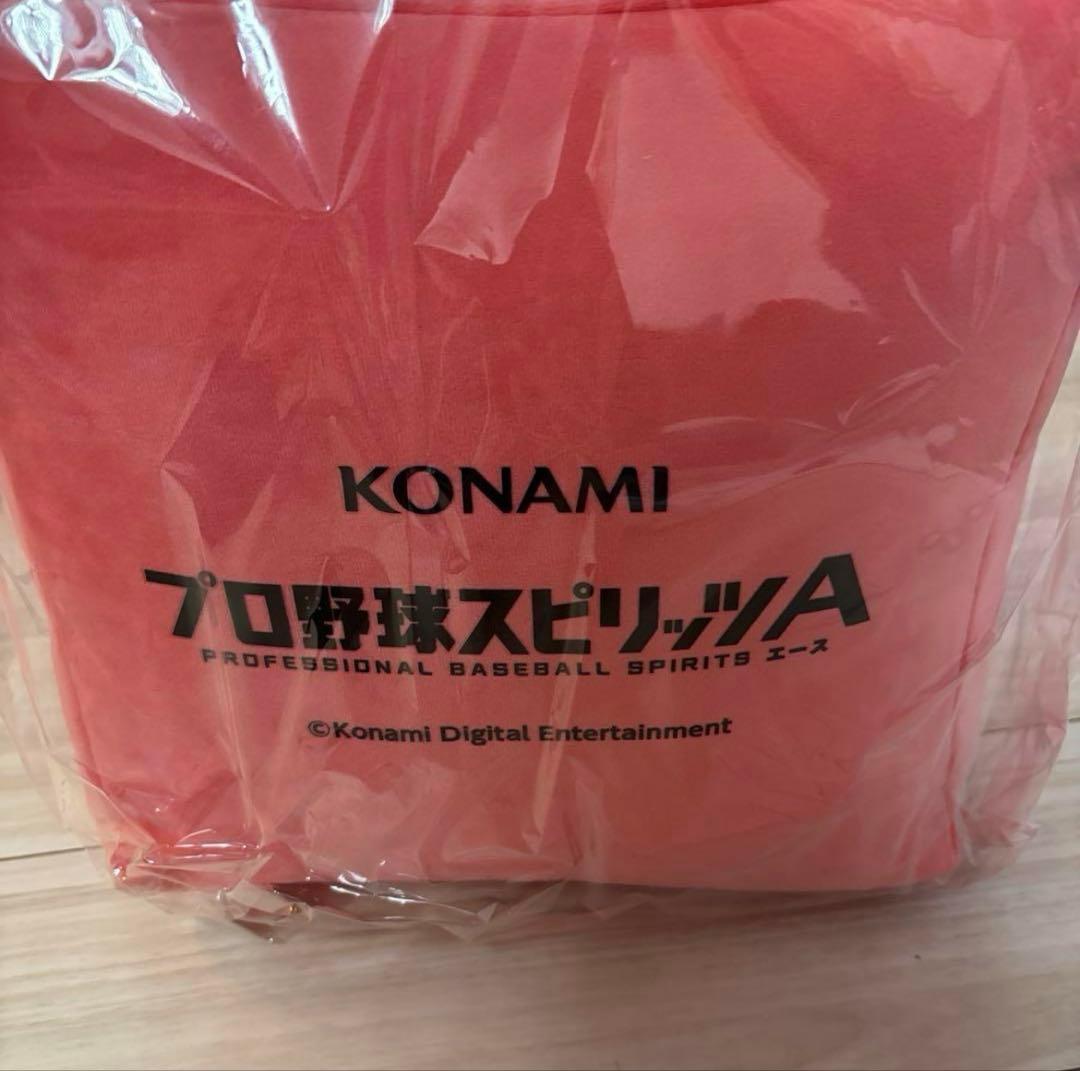 KONAMI
プロ野球スピリッツA
PROFESSIONAL BASEBALL SPIRITS エース
©Konami Digital Entertainment